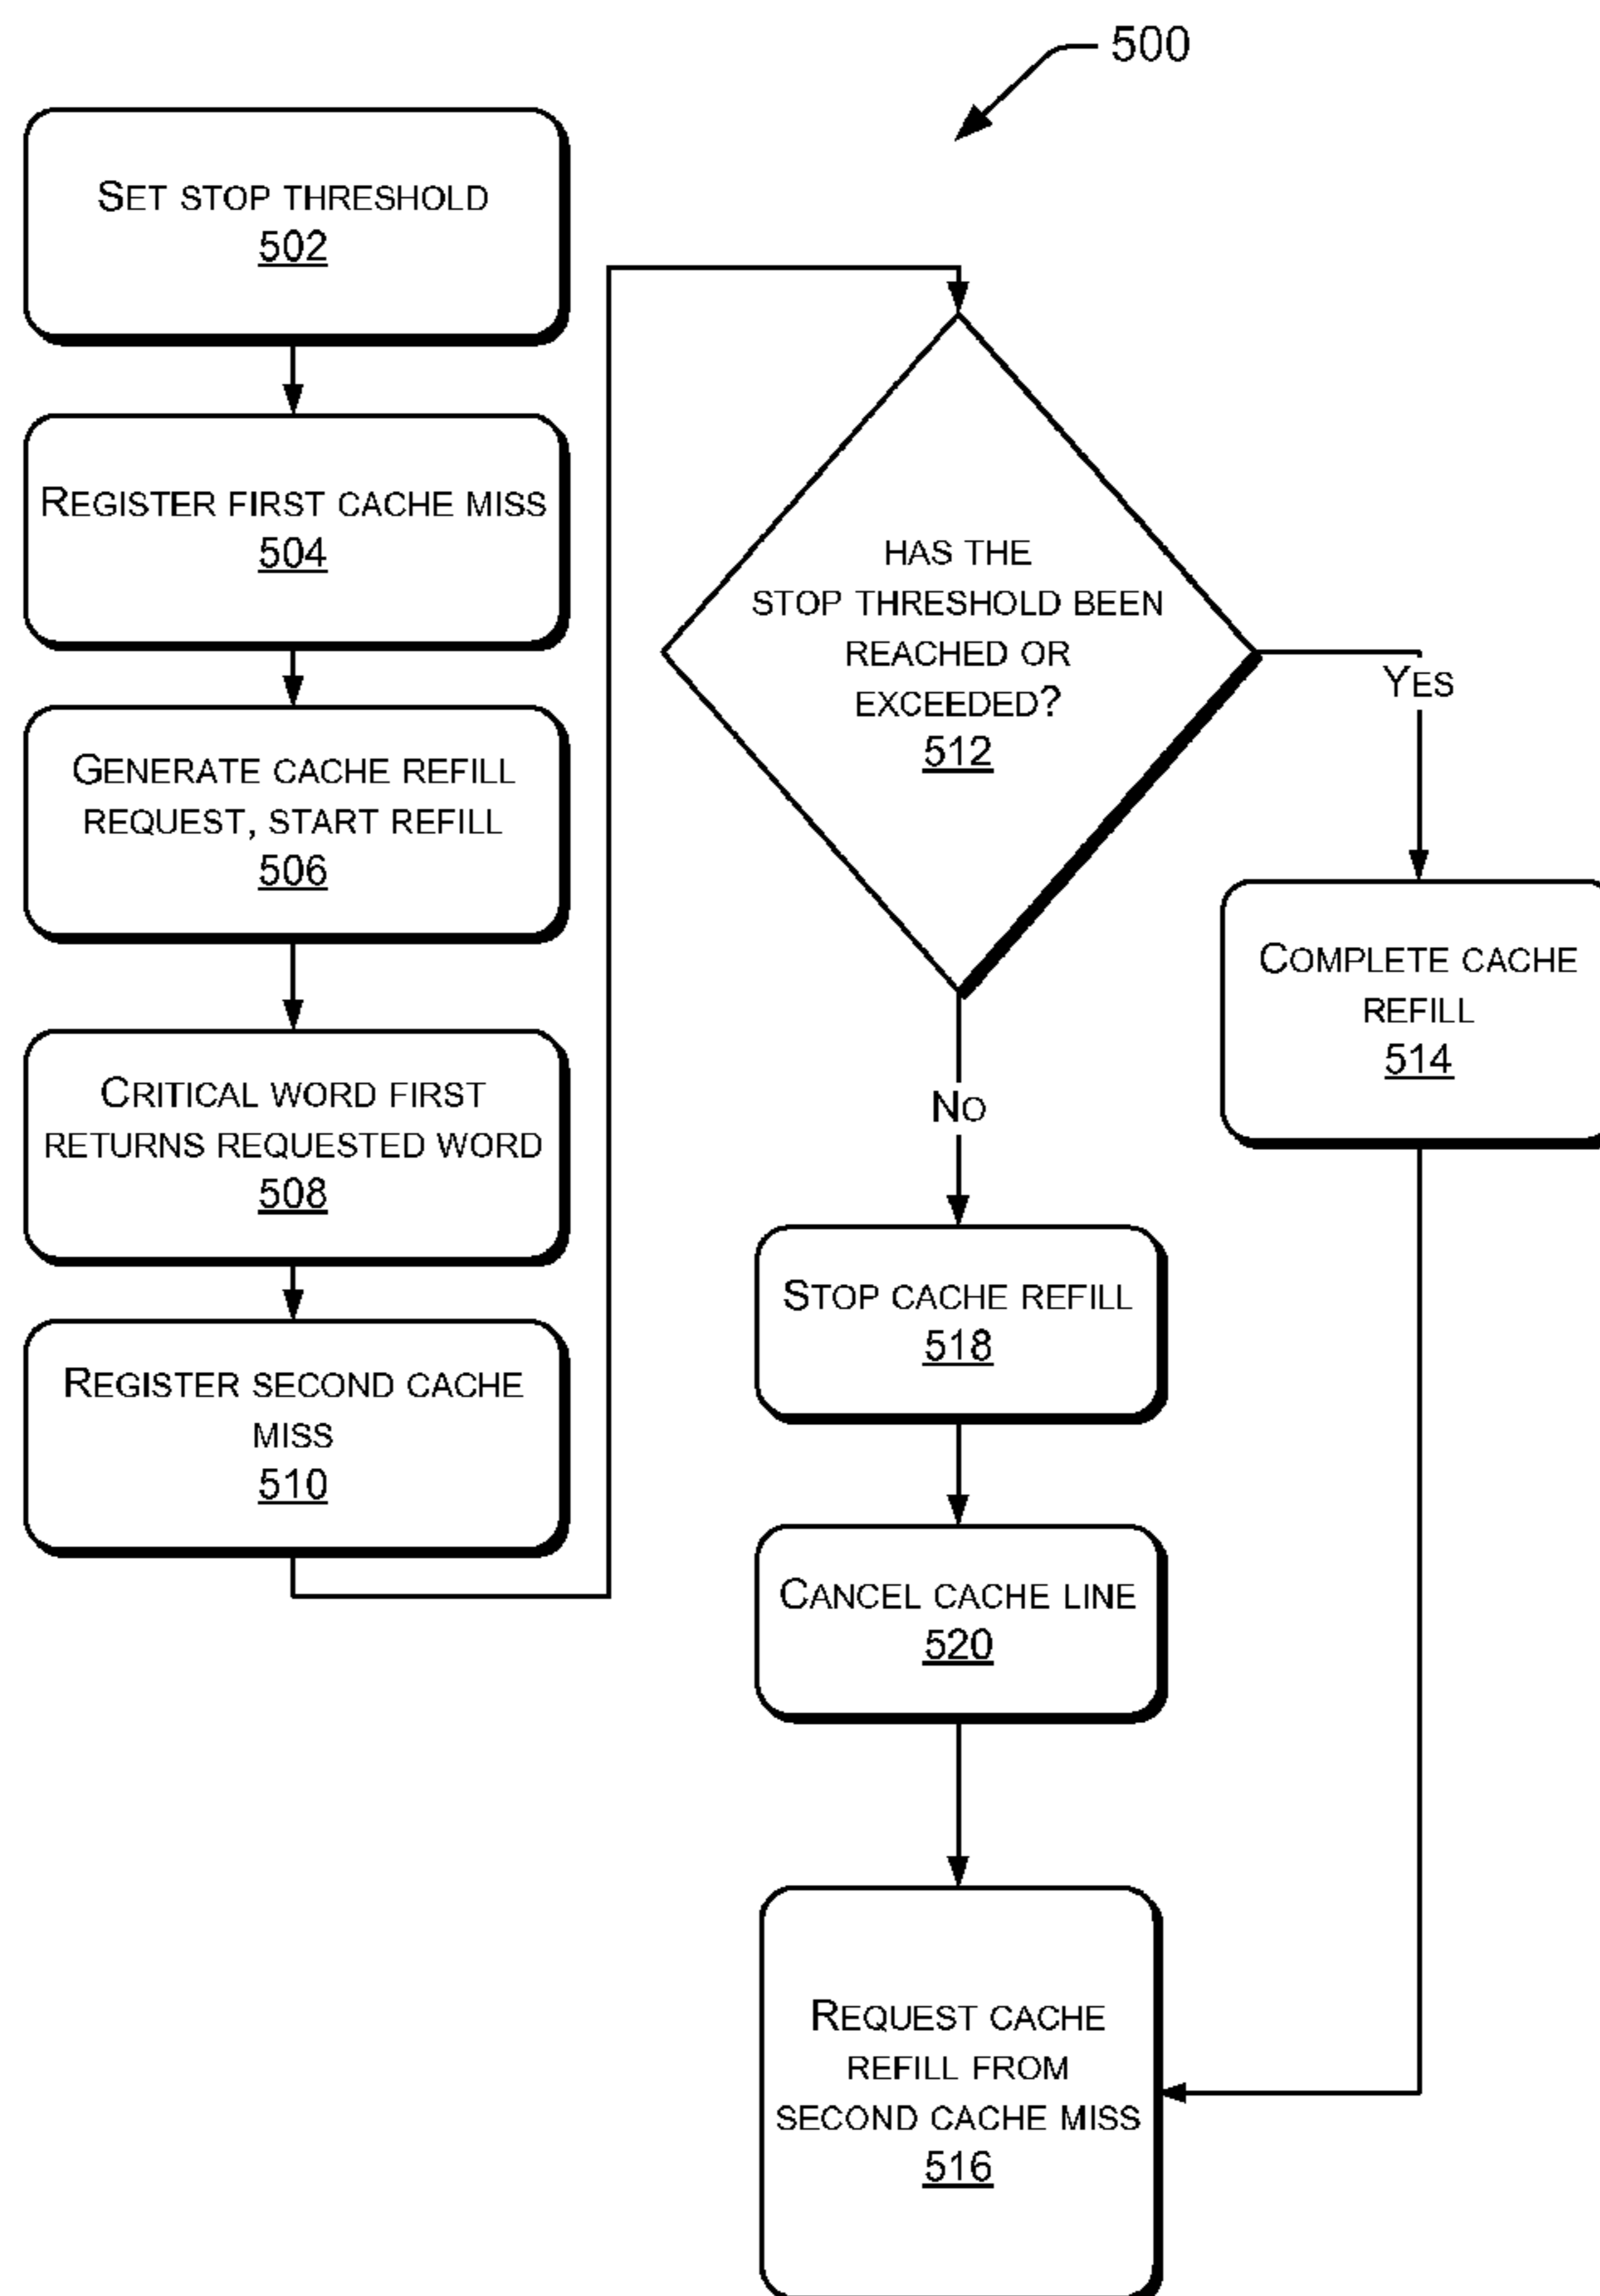 500
SET STOP THRESHOLD
502
REGISTER FIRST CACHE MISS
504
GENERATE CACHE REFILL
REQUEST, START REFILL
506
CRITICAL WORD FIRST
RETURNS REQUESTED WORD
508
REGISTER SECOND CACHE
MISS
510
HAS THE
STOP THRESHOLD BEEN
REACHED OR
EXCEEDED?
512
YES
COMPLETE CACHE
REFILL
514
NO
STOP CACHE REFILL
518
CANCEL CACHE LINE
520
REQUEST CACHE
REFILL FROM
SECOND CACHE MISS
516